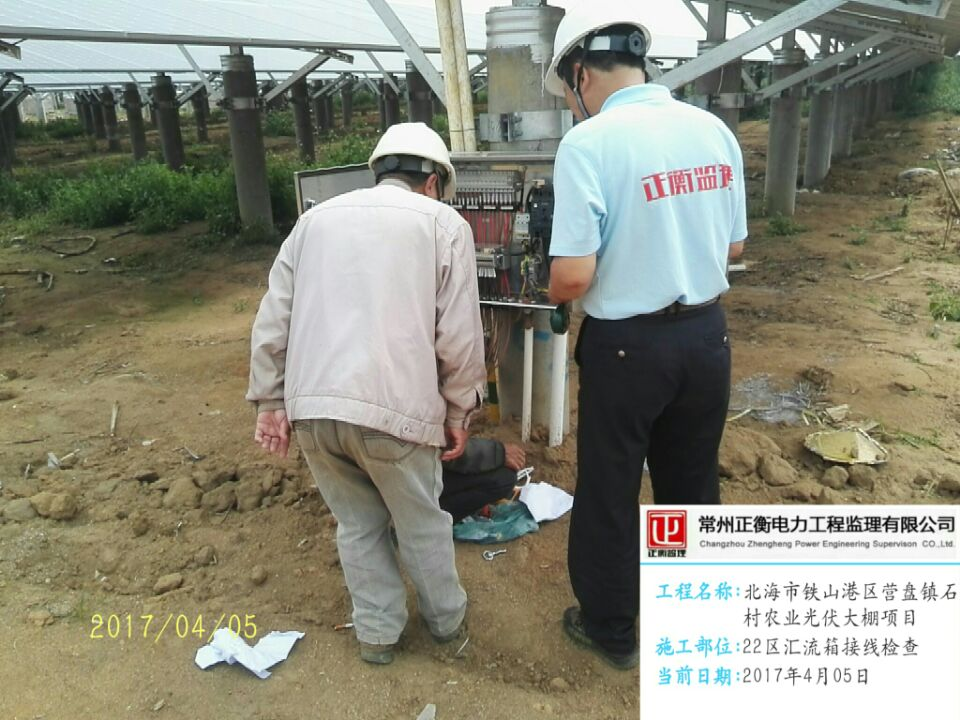 正衡监理
2017/04/05
正衡监理
常州正衡电力工程监理有限公司
Changzhou Zhengheng Power Engineering Supervison CO.,Ltd.
工程名称:北海市铁山港区营盘镇石
村农业光伏大棚项目
施工部位:22区汇流箱接线检查
当前日期:2017年4月05日